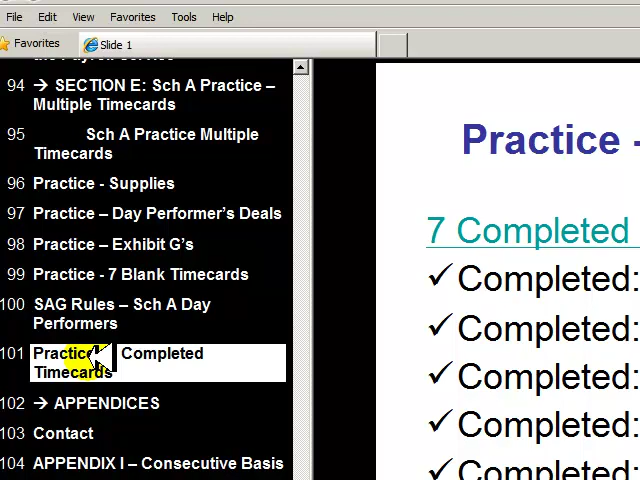 File Edit View Favorites Tools Help
Favorites Slide 1
94 → SECTION E: Sch A Practice –
Multiple Timecards
95 Sch A Practice Multiple
Timecards
96 Practice - Supplies
97 Practice – Day Performer's Deals
98 Practice – Exhibit G's
99 Practice - 7 Blank Timecards
100 SAG Rules – Sch A Day
Performers
101 Practice Completed
Timecards
102 → APPENDICES
103 Contact
104 APPENDIX I – Consecutive Basis
Practice -
7 Completed
✓ Completed:
✓ Completed:
✓ Completed:
✓ Completed:
✓ Completed: